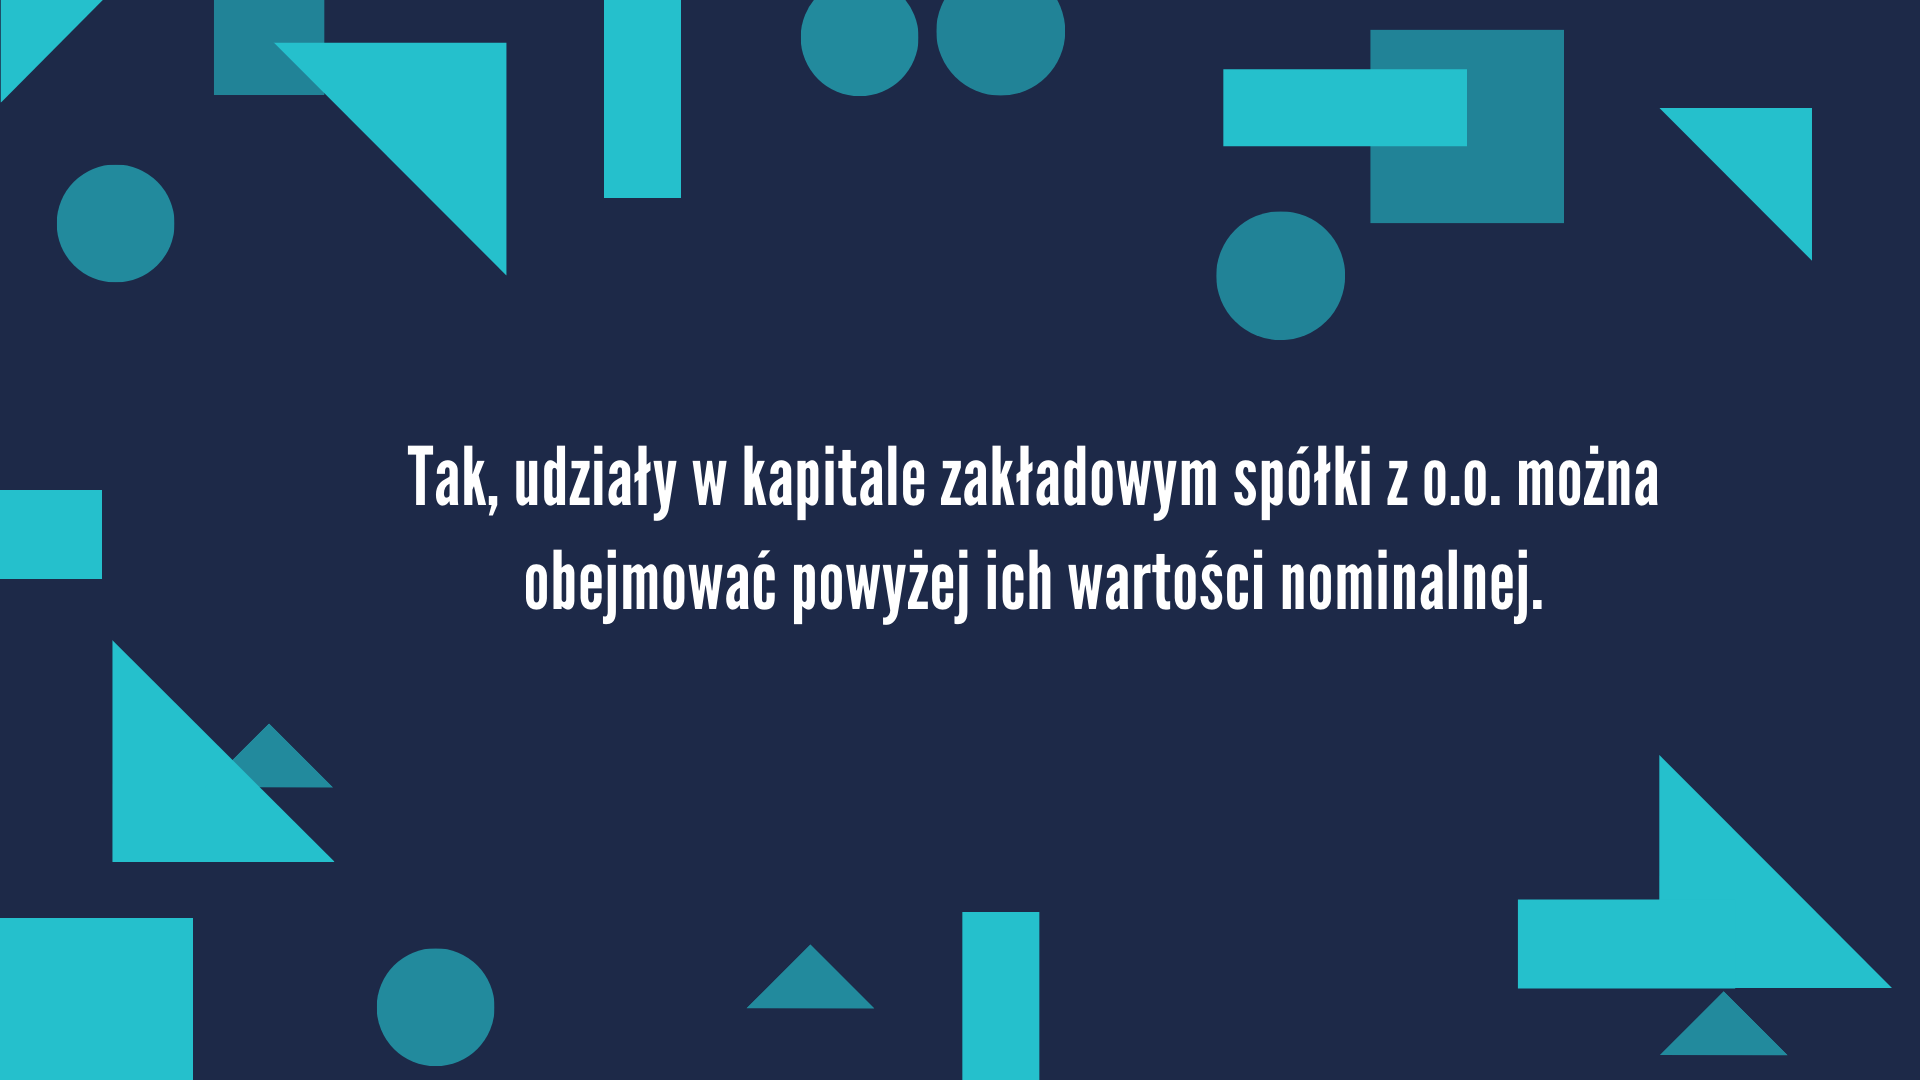 Tak, udziały w kapitale zakładowym spółki z o.o. można
obejmować powyżej ich wartości nominalnej.